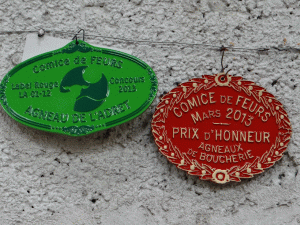 Comice de FEURS
Label Rouge
LA 02-22
Concours
2013
AGNEAU DE L'ADRET
COMICE DE FEURS
MARS 2013
PRIX D'HONNEUR
AGNEAUX
DE BOUCHERIE